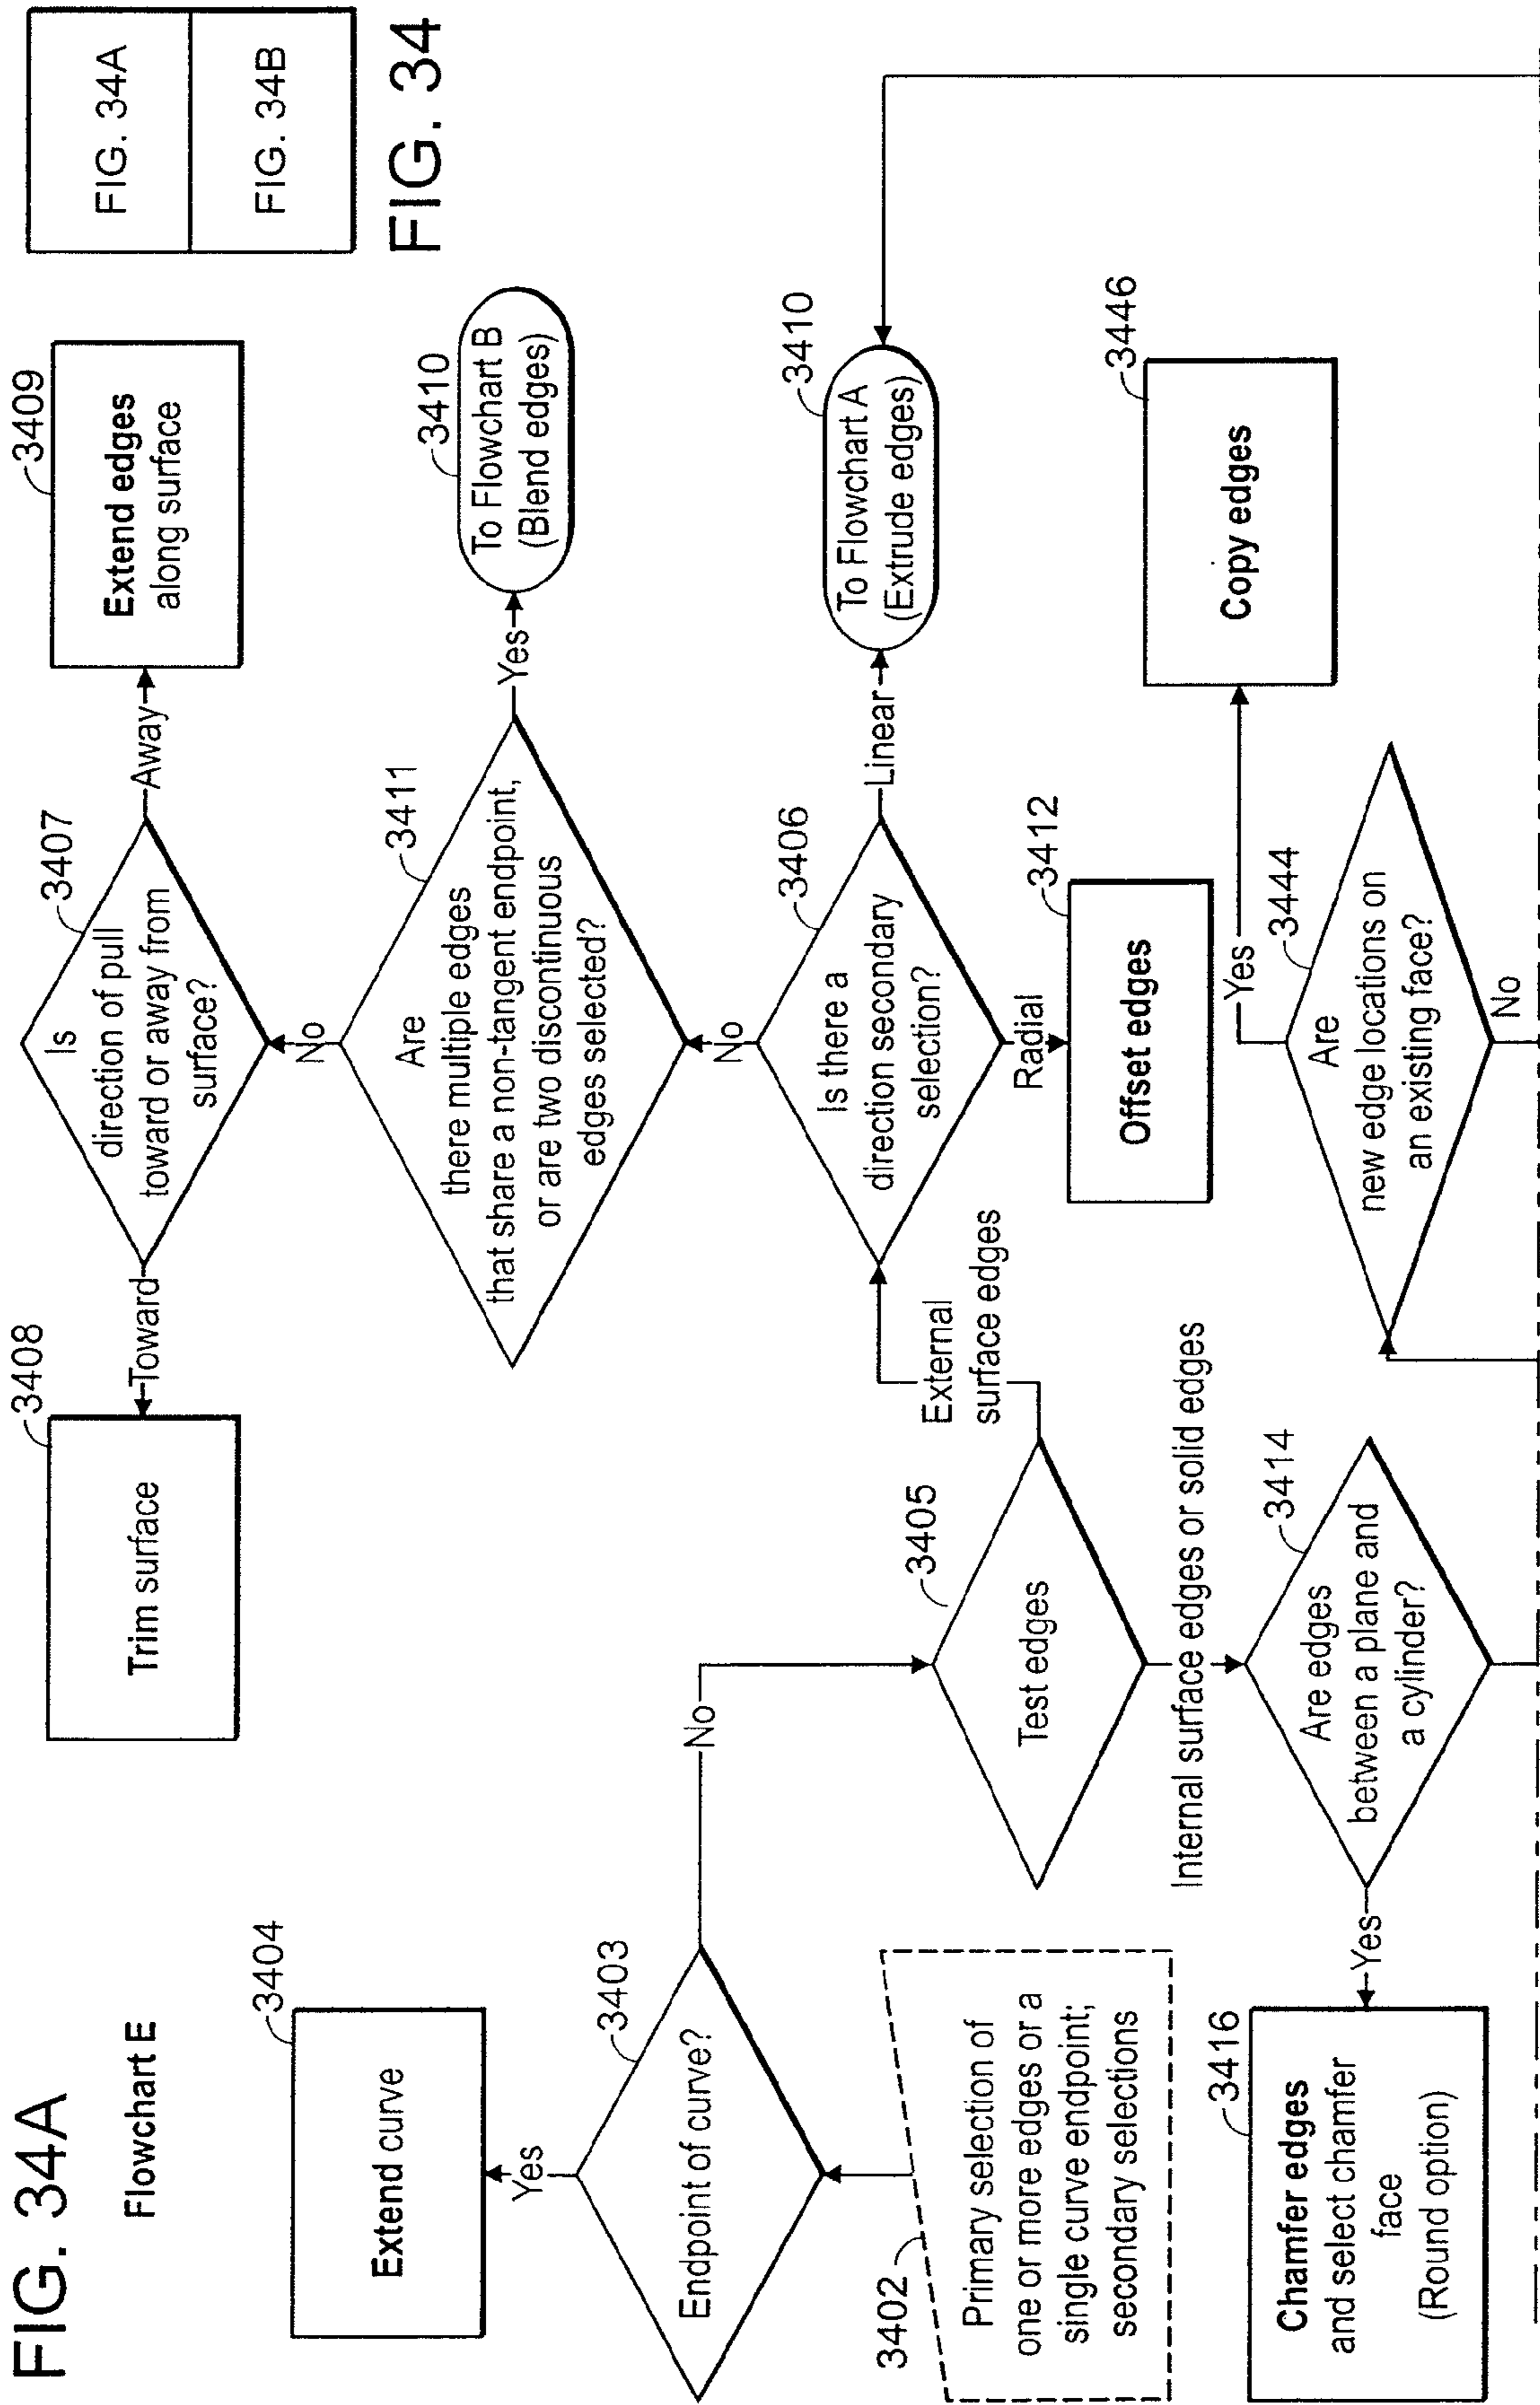 FIG. 34A
Flowchart E
3404
Extend curve
Yes
3403
Endpoint of curve?
No
3402
Primary selection of
one or more edges or a
single curve endpoint;
secondary selections
3408
Trim surface
Toward
3407
Is
direction of pull
toward or away from
surface?
Away
3409
Extend edges
along surface
FIG. 34A
FIG. 34B
FIG. 34
No
3411
Are
there multiple edges
that share a non-tangent endpoint,
or are two discontinuous
edges selected?
Yes
3410
To Flowchart B
(Blend edges)
No
3406
Is there a
direction secondary
selection?
Linear
3410
To Flowchart A
(Extrude edges)
Radial
3412
Offset edges
3405
Test edges
External
surface edges
Internal surface edges or solid edges
3414
Are edges
between a plane and
a cylinder?
Yes
3416
Chamfer edges
and select chamfer
face
(Round option)
3444
Are
new edge locations on
an existing face?
Yes
No
3446
Copy edges